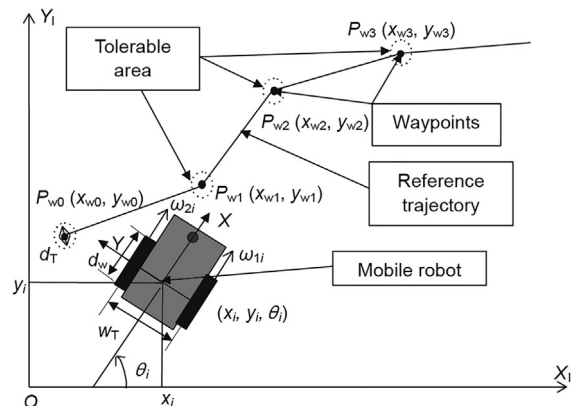 Y_I
P_w3 (x_w3, y_w3)
Tolerable
area
P_w2 (x_w2, y_w2)
Waypoints
P_w0 (x_w0, y_w0)
P_w1 (x_w1, y_w1)
Reference
trajectory
ω_2i
X
Y
d_T
d_w
ω_1i
Mobile robot
y_i
(x_i, y_i, θ_i)
w_T
θ_i
X_I
O
x_i